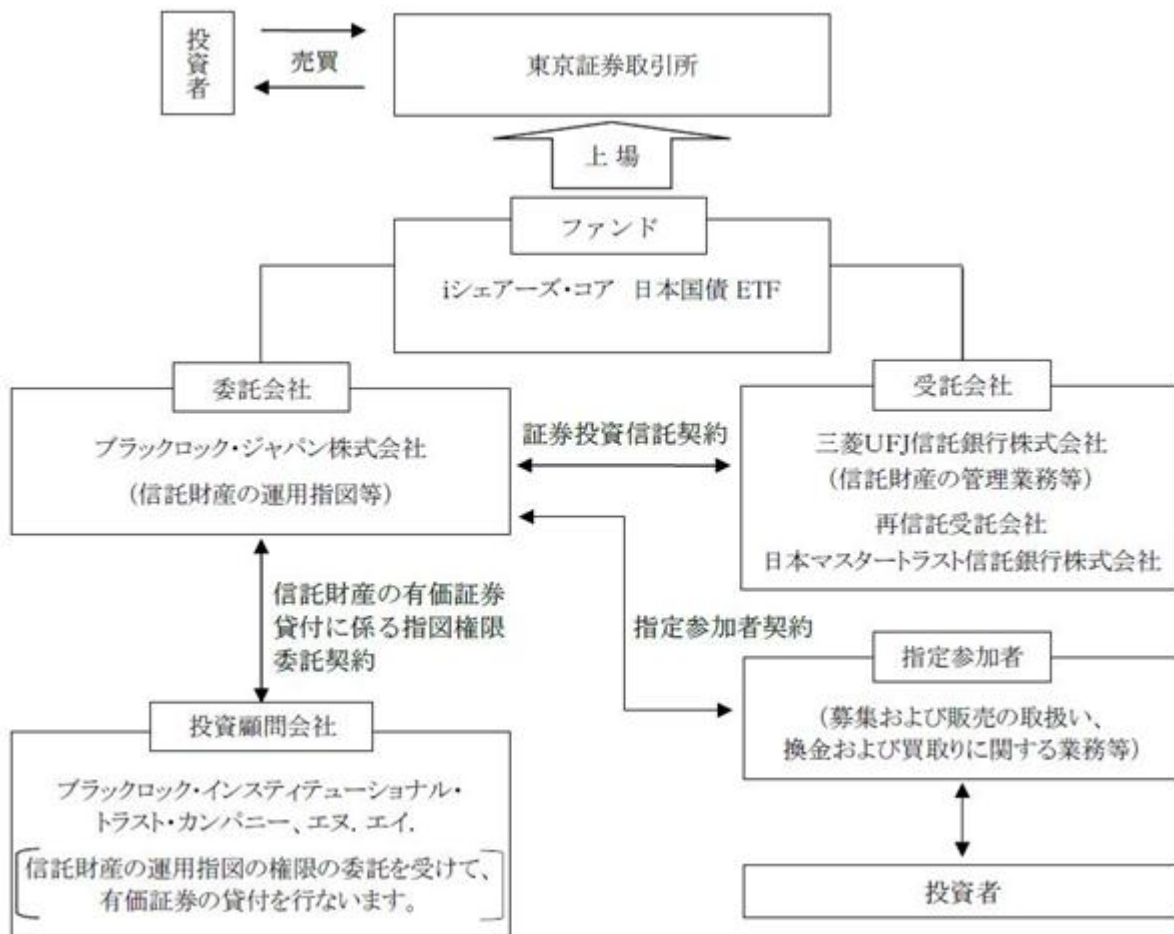 投資者
売買
東京証券取引所
上 場
ファンド
iシェアーズ・コア 日本国債 ETF
委託会社
ブラックロック・ジャパン株式会社
(信託財産の運用指図等)
証券投資信託契約
受託会社
三菱UFJ信託銀行株式会社
(信託財産の管理業務等)
再信託受託会社
日本マスタートラスト信託銀行株式会社
信託財産の有価証券
貸付に係る指図権限
委託契約
指定参加者契約
指定参加者
(募集および販売の取扱い、
換金および買取りに関する業務等)
投資顧問会社
ブラックロック・インスティテューショナル・
トラスト・カンパニー、エヌ. エイ.
信託財産の運用指図の権限の委託を受けて、
有価証券の貸付を行ないます。
投資者